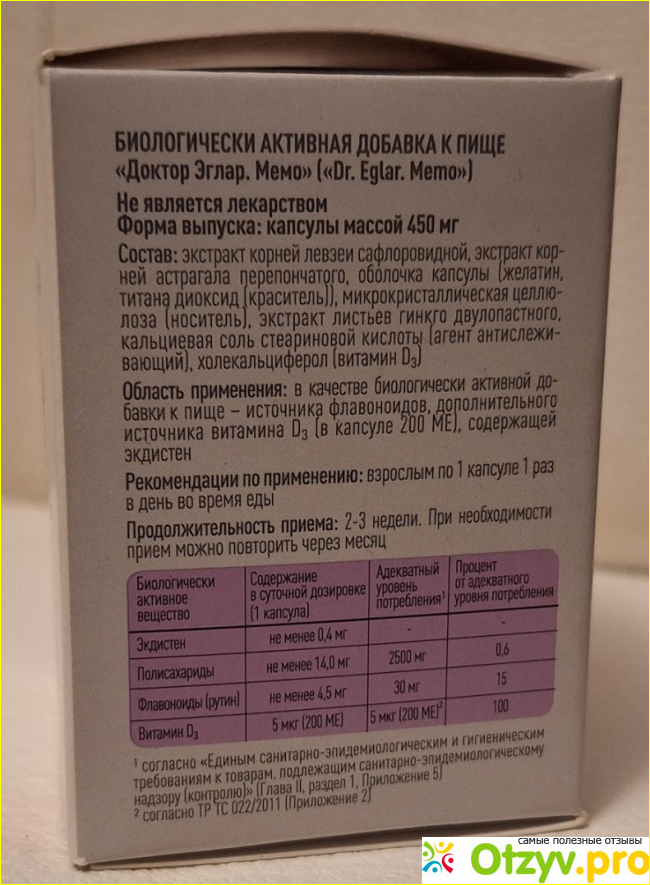 БИОЛОГИЧЕСКИ АКТИВНАЯ ДОБАВКА К ПИЩЕ
«Доктор Эглар. Мемо» («Dr. Eglar. Memo»)
Не является лекарством
Форма выпуска: капсулы массой 450 мг
Состав: экстракт корней левзеи сафлоровидной, экстракт кор-
ней астрагала перепончатого, оболочка капсулы (желатин,
титана диоксид (краситель)), микрокристаллическая целлю-
лоза (носитель), экстракт листьев гинкго двулопастного,
кальциевая соль стеариновой кислоты (агент антислежи-
вающий), холекальциферол (витамин D₃)
Область применения: в качестве биологически активной до-
бавки к пище – источника флавоноидов, дополнительного
источника витамина D₃ (в капсуле 200 МЕ), содержащей
экдистен
Рекомендации по применению: взрослым по 1 капсуле 1 раз
в день во время еды
Продолжительность приема: 2-3 недели. При необходимости
прием можно повторить через месяц
Биологически активное вещество | Содержание в суточной дозировке (1 капсула) | Адекватный уровень потребления¹ | Процент от адекватного уровня потребления
Экдистен | не менее 0,4 мг | - | -
Полисахариды | не менее 14,0 мг | 2500 мг | 0,6
Флавоноиды (рутин) | не менее 4,5 мг | 30 мг | 15
Витамин D₃ | 5 мкг (200 МЕ) | 5 мкг (200 МЕ)² | 100
¹ согласно «Единым санитарно-эпидемиологическим и гигиеническим
требованиям к товарам, подлежащим санитарно-эпидемиологическому
надзору (контролю)» (Глава II, раздел 1, Приложение 5)
² согласно ТР ТС 022/2011 (Приложение 2)
самые полезные отзывы
Otzyv.pro